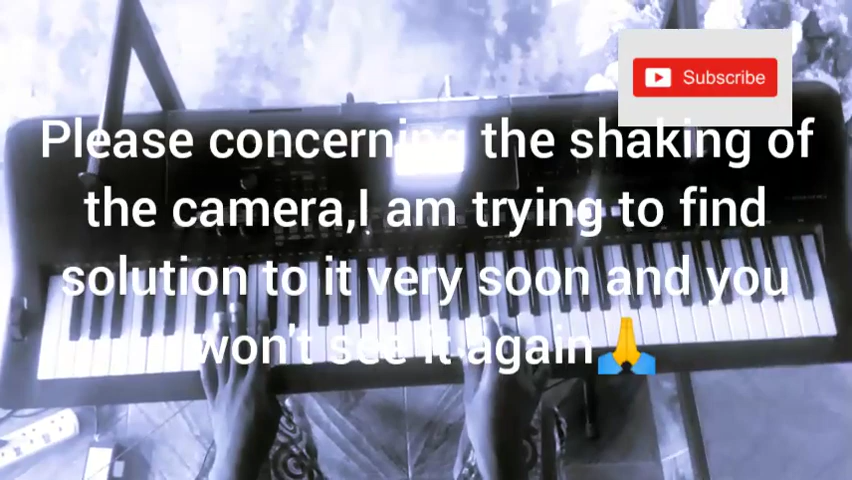 Subscribe
Please concerning the shaking of
the camera,I am trying to find
solution to it very soon and you
won't see it again🙏